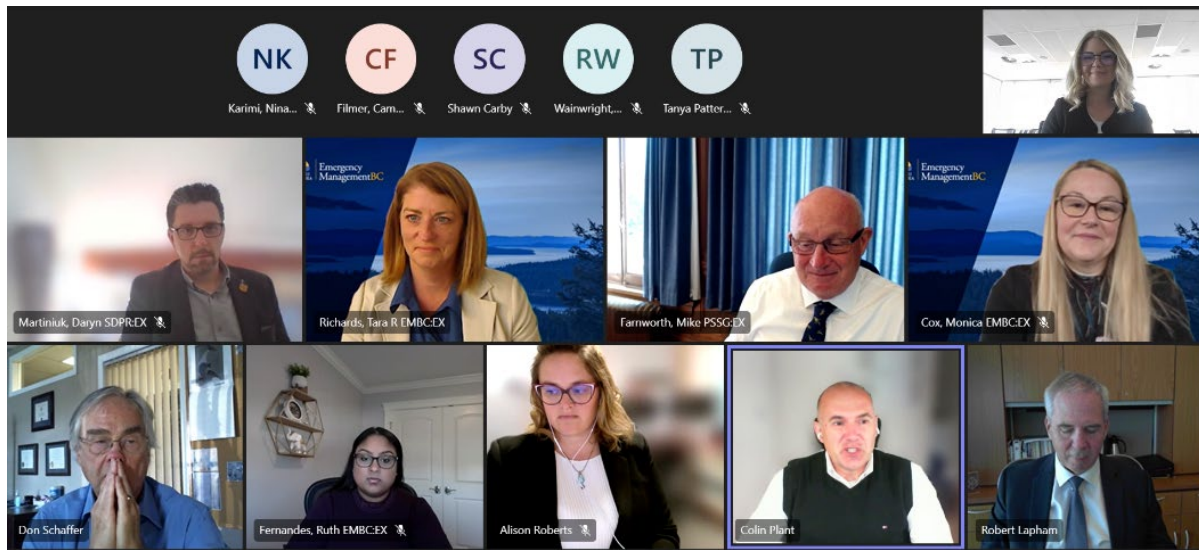 NK
CF
SC
RW
TP
Karimi, Nina...
Filmer, Cam...
Shawn Carby
Wainwright,...
Tanya Patter...
Emergency
ManagementBC
Emergency
ManagementBC
Martiniuk, Daryn SDPR:EX
Richards, Tara R EMBC:EX
Farnworth, Mike PSSG:EX
Cox, Monica EMBC:EX
Don Schaffer
Fernandes, Ruth EMBC:EX
Alison Roberts
Colin Plant
Robert Lapham